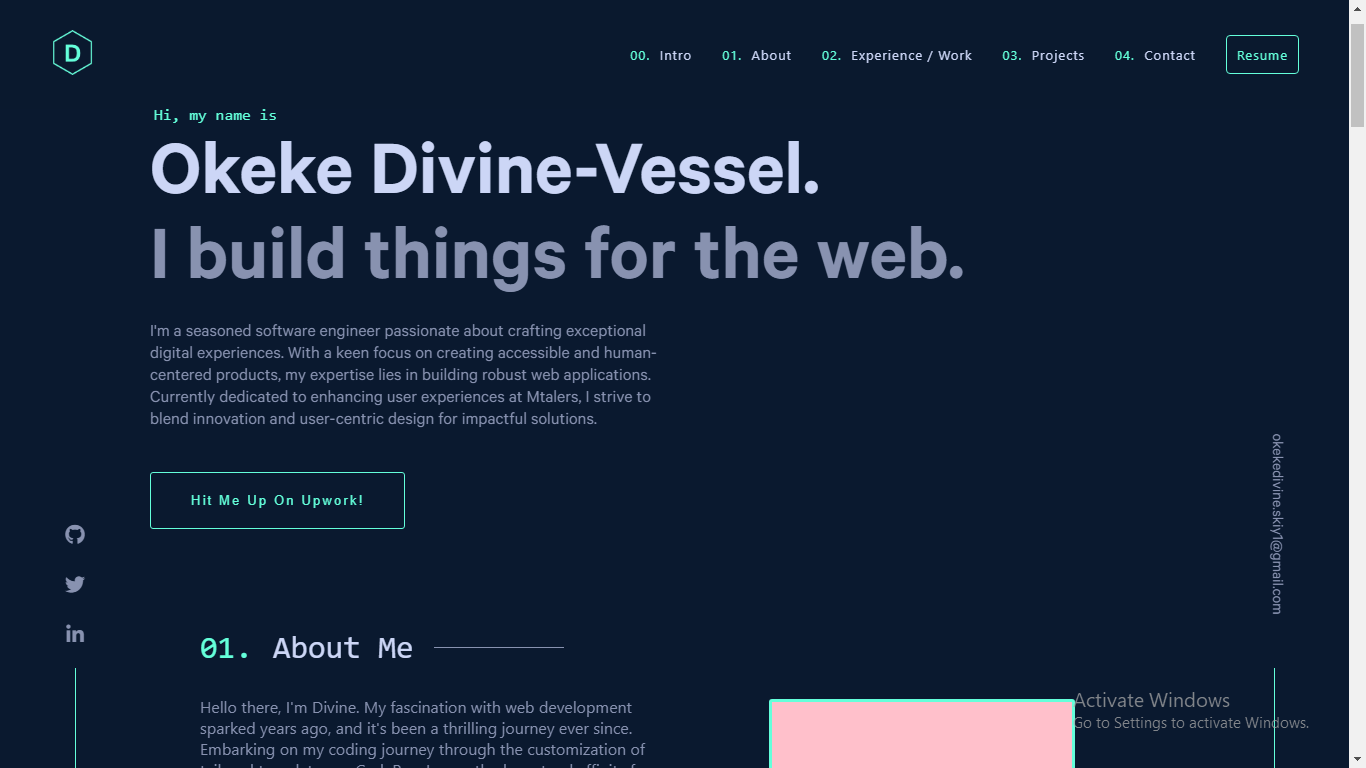 D
00. Intro 01. About 02. Experience / Work 03. Projects 04. Contact Resume
Hi, my name is
Okeke Divine-Vessel.
I build things for the web.
I'm a seasoned software engineer passionate about crafting exceptional
digital experiences. With a keen focus on creating accessible and human-
centered products, my expertise lies in building robust web applications.
Currently dedicated to enhancing user experiences at Mtalers, I strive to
blend innovation and user-centric design for impactful solutions.
Hit Me Up On Upwork!
okekedivine.skiy1@gmail.com
01. About Me
Hello there, I'm Divine. My fascination with web development
sparked years ago, and it's been a thrilling journey ever since.
Embarking on my coding journey through the customization of
Activate Windows
Go to Settings to activate Windows.